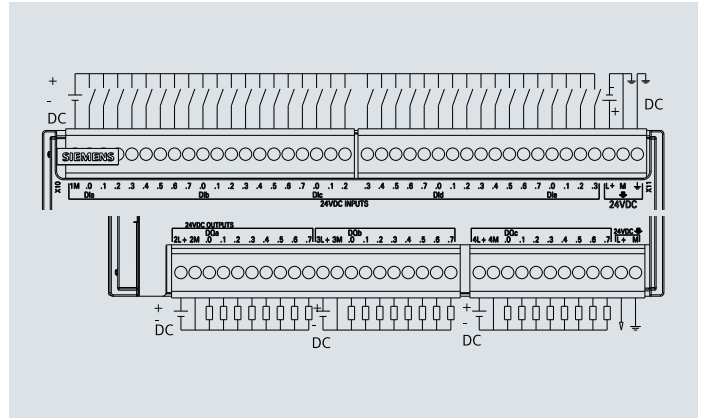 +
-
DC
DC
+
SIEMENS
X10
1M .0 .1 .2 .3 .4 .5 .6 .7 .0 .1 .2 .3 .4 .5 .6 .7 .0 .1 .2 .3 .4 .5 .6 .7 .0 .1 .2 .3 .4 .5 .6 .7 .0 .1 .2 .3 L+ M
X11
DIa DIb DIc DId DIe
24VDC INPUTS
24VDC
24VDC OUTPUTS
DQa DQb DQc 24VDC
2L+ 2M .0 .1 .2 .3 .4 .5 .6 .7 3L+ 3M .0 .1 .2 .3 .4 .5 .6 .7 4L+ 4M .0 .1 .2 .3 .4 .5 .6 .7 L+ M
+
-
DC
+
-
DC
+
-
DC